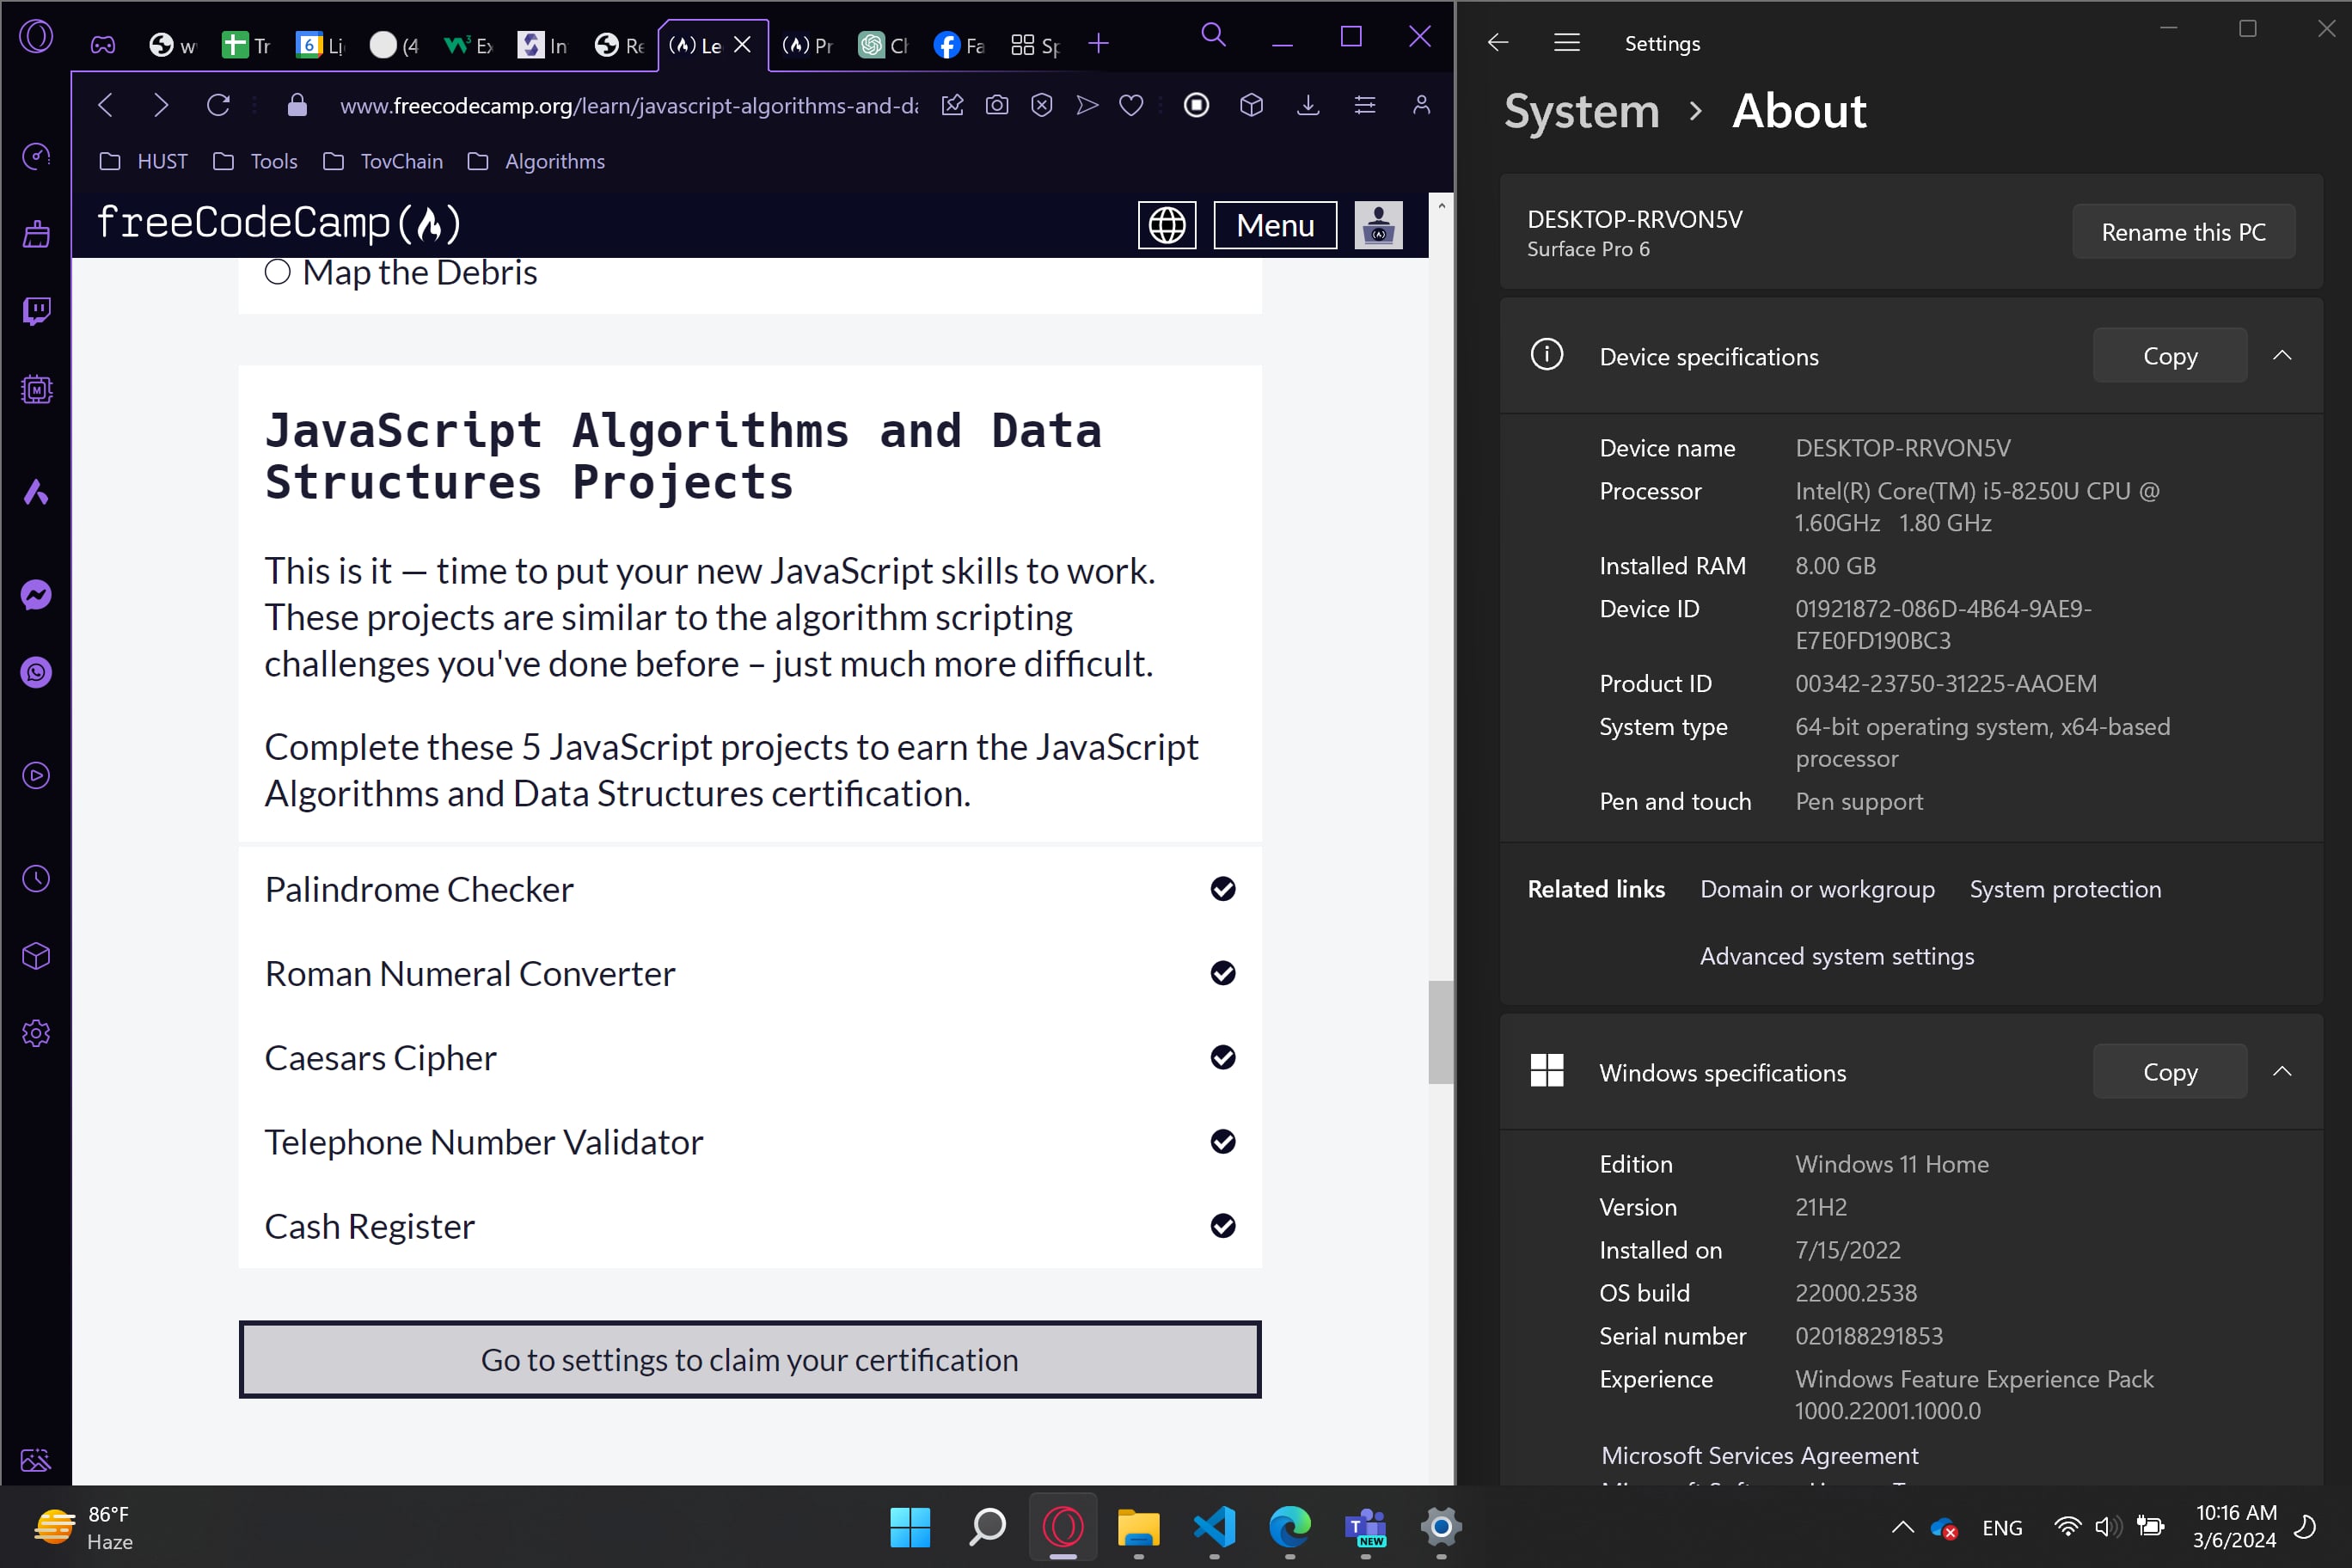 w
Tr
6
Li
(4
Ex
In
Re
(A) Le
(A) Pr
Ch
Fa
Sp
www.freecodecamp.org/learn/javascript-algorithms-and-da
HUST
Tools
TovChain
Algorithms
freeCodeCamp
Menu
Map the Debris
JavaScript Algorithms and Data
Structures Projects
This is it — time to put your new JavaScript skills to work.
These projects are similar to the algorithm scripting
challenges you've done before – just much more difficult.
Complete these 5 JavaScript projects to earn the JavaScript
Algorithms and Data Structures certification.
Palindrome Checker
Roman Numeral Converter
Caesars Cipher
Telephone Number Validator
Cash Register
Go to settings to claim your certification
Settings
System > About
DESKTOP-RRVON5V
Surface Pro 6
Rename this PC
Device specifications
Copy
Device name DESKTOP-RRVON5V
Processor Intel(R) Core(TM) i5-8250U CPU @
1.60GHz 1.80 GHz
Installed RAM 8.00 GB
Device ID 01921872-086D-4B64-9AE9-
E7E0FD190BC3
Product ID 00342-23750-31225-AAOEM
System type 64-bit operating system, x64-based
processor
Pen and touch Pen support
Related links Domain or workgroup System protection
Advanced system settings
Windows specifications
Copy
Edition Windows 11 Home
Version 21H2
Installed on 7/15/2022
OS build 22000.2538
Serial number 020188291853
Experience Windows Feature Experience Pack
1000.22001.1000.0
Microsoft Services Agreement
86°F
Haze
NEW
ENG
10:16 AM
3/6/2024